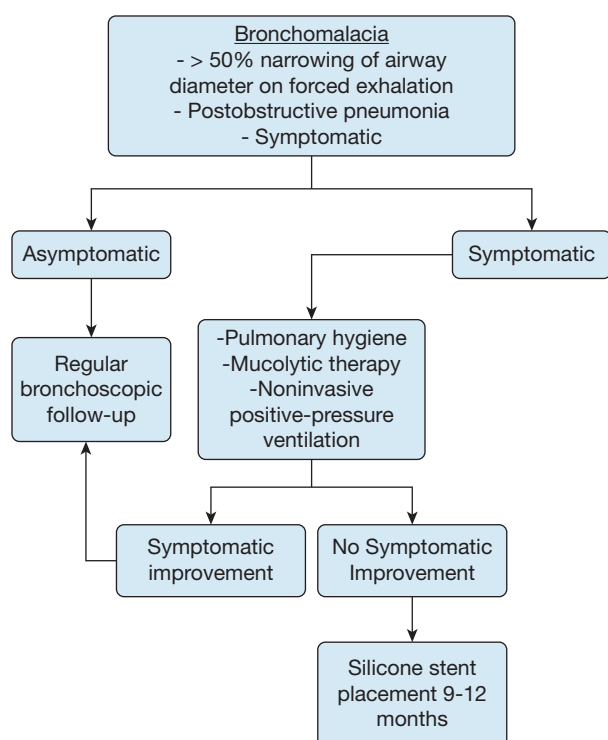 Bronchomalacia
- > 50% narrowing of airway
diameter on forced exhalation
- Postobstructive pneumonia
- Symptomatic
Asymptomatic
Symptomatic
Regular
bronchoscopic
follow-up
-Pulmonary hygiene
-Mucolytic therapy
-Noninvasive
positive-pressure
ventilation
Symptomatic
improvement
No Symptomatic
Improvement
Silicone stent
placement 9-12
months